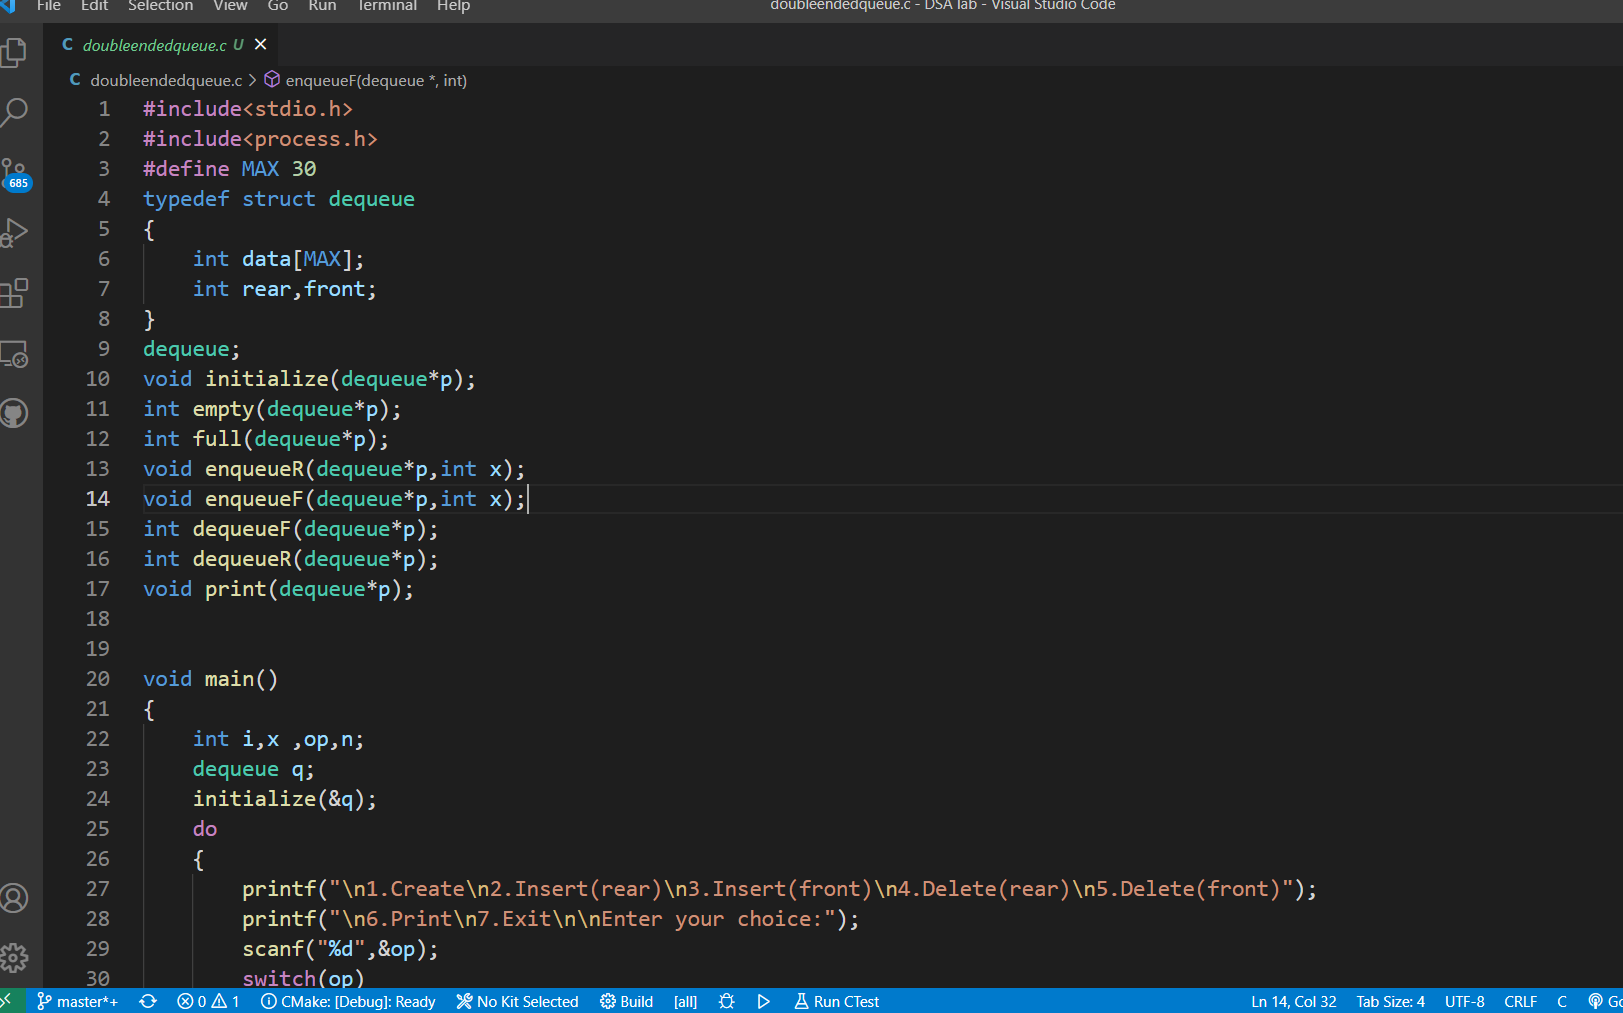 File Edit Selection View Go Run Terminal Help doubleendedqueue.c - DSA lab - Visual Studio Code
C doubleendedqueue.c U ×
C doubleendedqueue.c > enqueueF(dequeue *, int)
1 #include<stdio.h>
2 #include<process.h>
3 #define MAX 30
4 typedef struct dequeue
5 {
6     int data[MAX];
7     int rear,front;
8 }
9 dequeue;
10 void initialize(dequeue*p);
11 int empty(dequeue*p);
12 int full(dequeue*p);
13 void enqueueR(dequeue*p,int x);
14 void enqueueF(dequeue*p,int x);
15 int dequeueF(dequeue*p);
16 int dequeueR(dequeue*p);
17 void print(dequeue*p);
18
19
20 void main()
21 {
22     int i,x ,op,n;
23     dequeue q;
24     initialize(&q);
25     do
26     {
27         printf("\n1.Create\n2.Insert(rear)\n3.Insert(front)\n4.Delete(rear)\n5.Delete(front)");
28         printf("\n6.Print\n7.Exit\n\nEnter your choice:");
29         scanf("%d",&op);
30         switch(op)
685
master*+ 0 1 CMake: [Debug]: Ready No Kit Selected Build [all] Run CTest Ln 14, Col 32 Tab Size: 4 UTF-8 CRLF C